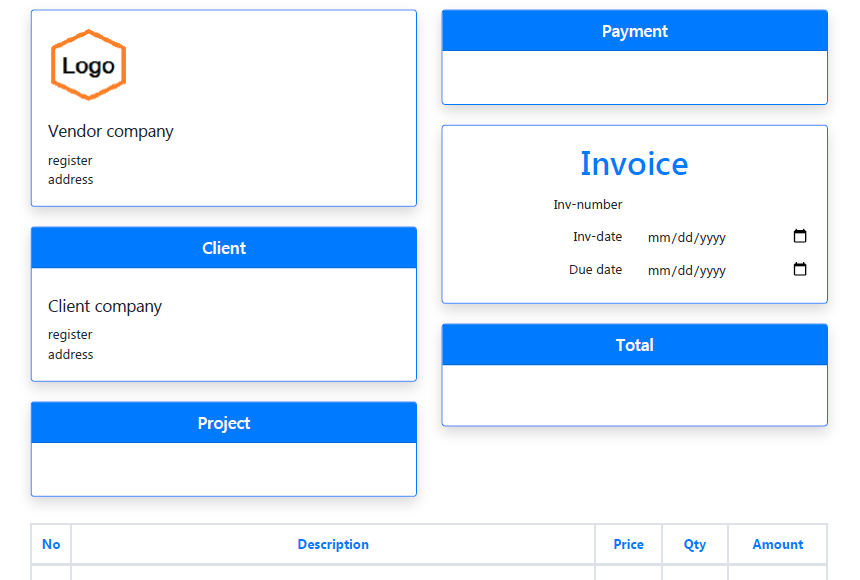 Logo
Vendor company
register
address
Client
Client company
register
address
Project
Payment
Invoice
Inv-number
Inv-date mm/dd/yyyy
Due date mm/dd/yyyy
Total
No Description Price Qty Amount